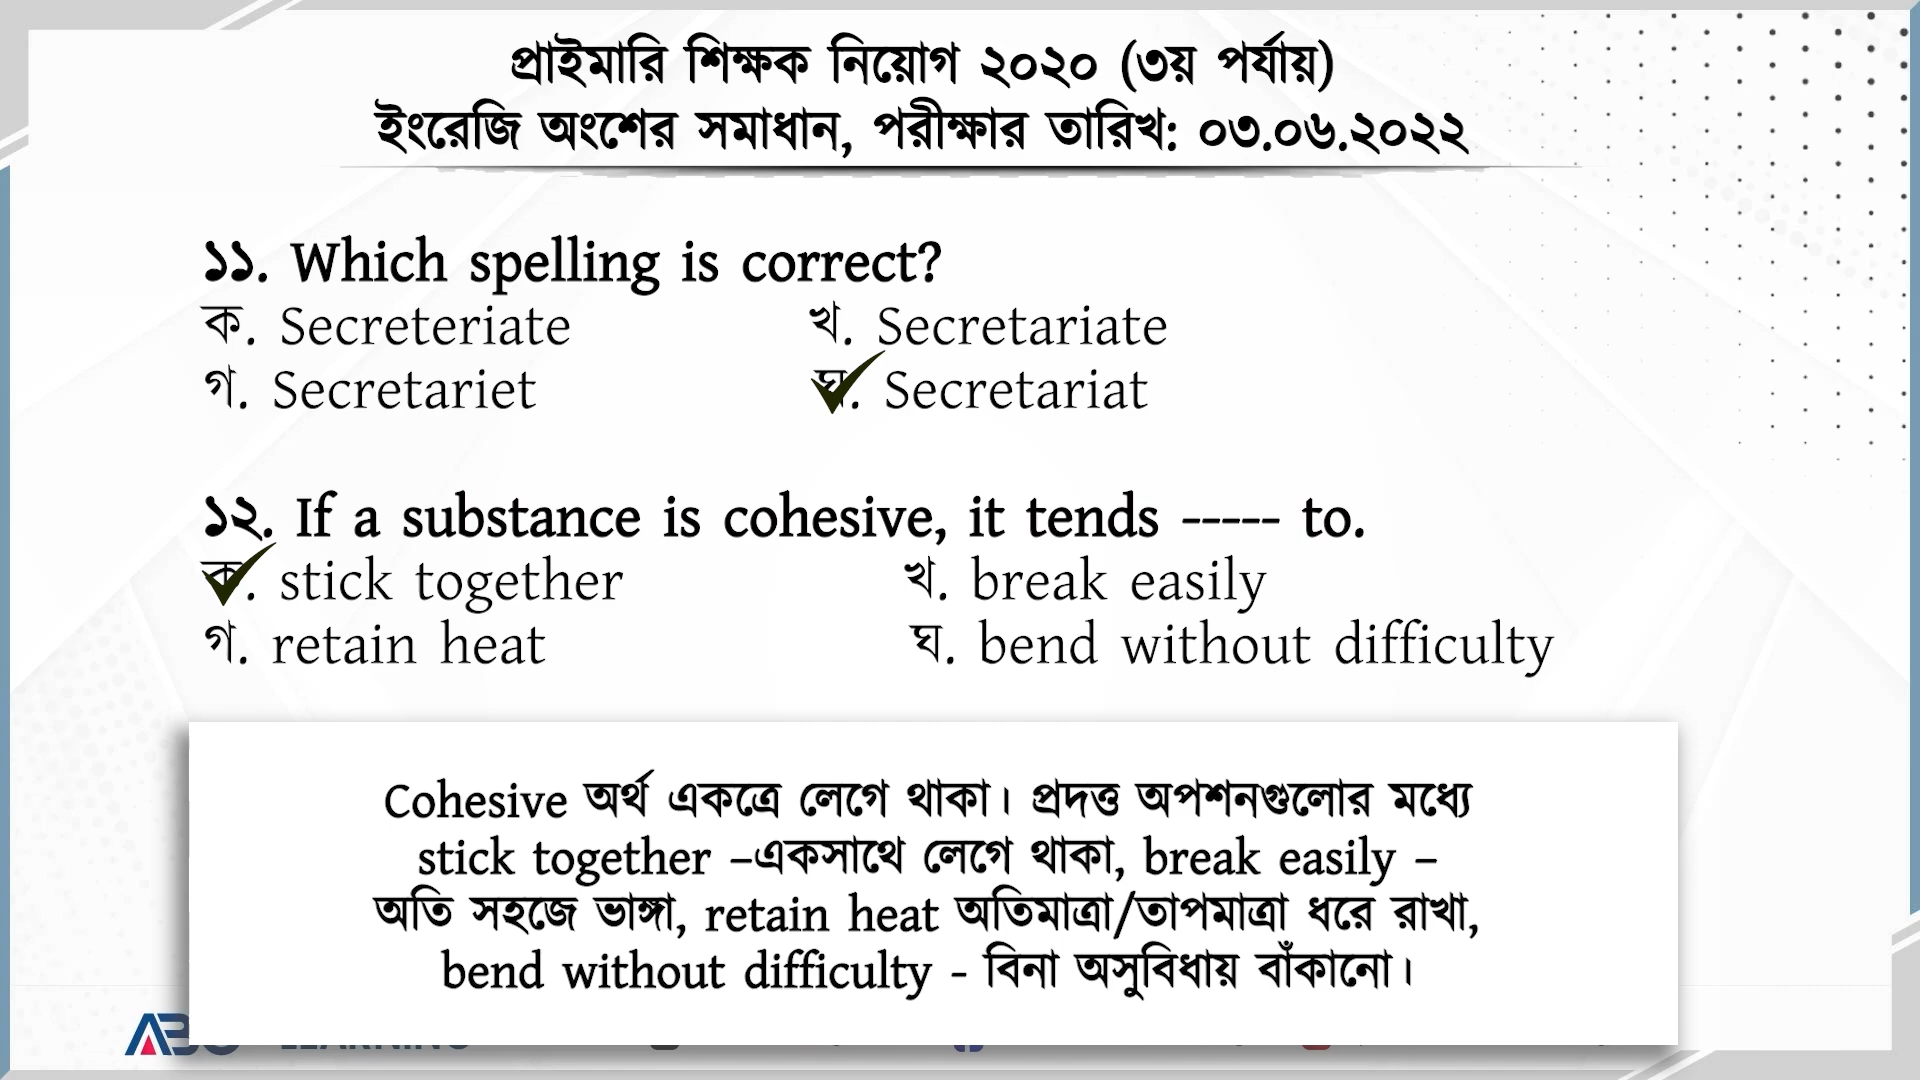 প্রাইমারি শিক্ষক নিয়োগ ২০২০ (৩য় পর্যায়)
ইংরেজি অংশের সমাধান, পরীক্ষার তারিখ: ০৩.০৬.২০২২
১১. Which spelling is correct?
ক. Secreteriate খ. Secretariate
গ. Secretariet ঘ. Secretariat
১২. If a substance is cohesive, it tends ----- to.
ক. stick together খ. break easily
গ. retain heat ঘ. bend without difficulty
Cohesive অর্থ একত্রে লেগে থাকা। প্রদত্ত অপশনগুলোর মধ্যে
stick together –একসাথে লেগে থাকা, break easily –
অতি সহজে ভাঙ্গা, retain heat অতিমাত্রা/তাপমাত্রা ধরে রাখা,
bend without difficulty - বিনা অসুবিধায় বাঁকানো।